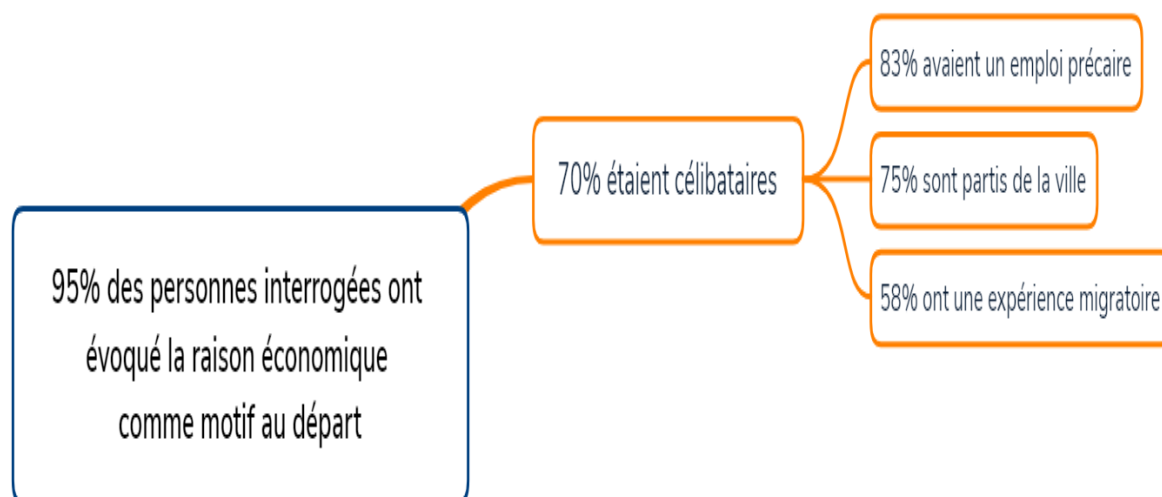 95% des personnes interrogées ont
évoqué la raison économique
comme motif au départ
70% étaient célibataires
83% avaient un emploi précaire
75% sont partis de la ville
58% ont une expérience migratoire